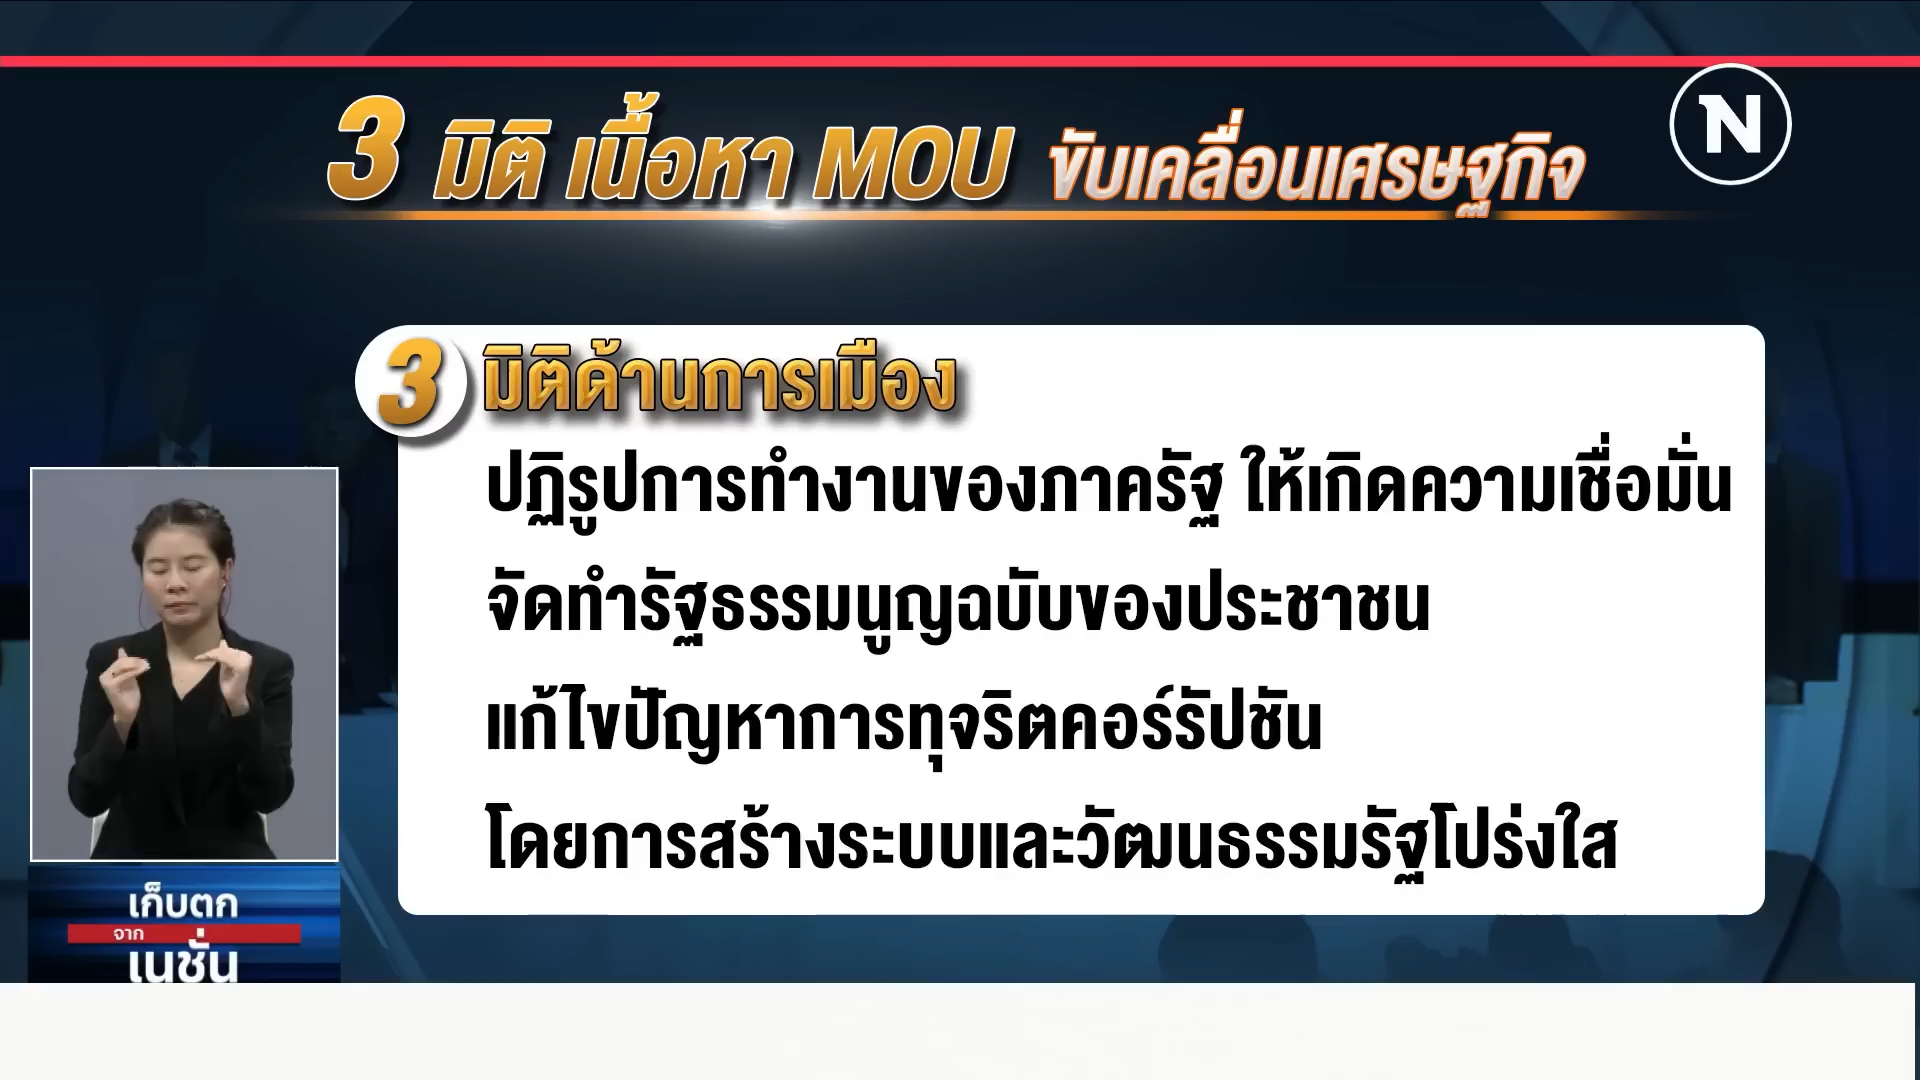 3 มิติ เนื้อหา MOU ขับเคลื่อนเศรษฐกิจ
N
3 มิติด้านการเมือง
ปฏิรูปการทำงานของภาครัฐ ให้เกิดความเชื่อมั่น
จัดทำรัฐธรรมนูญฉบับของประชาชน
แก้ไขปัญหาการทุจริตคอร์รัปชัน
โดยการสร้างระบบและวัฒนธรรมรัฐโปร่งใส
เก็บตก
จาก
เนชั่น